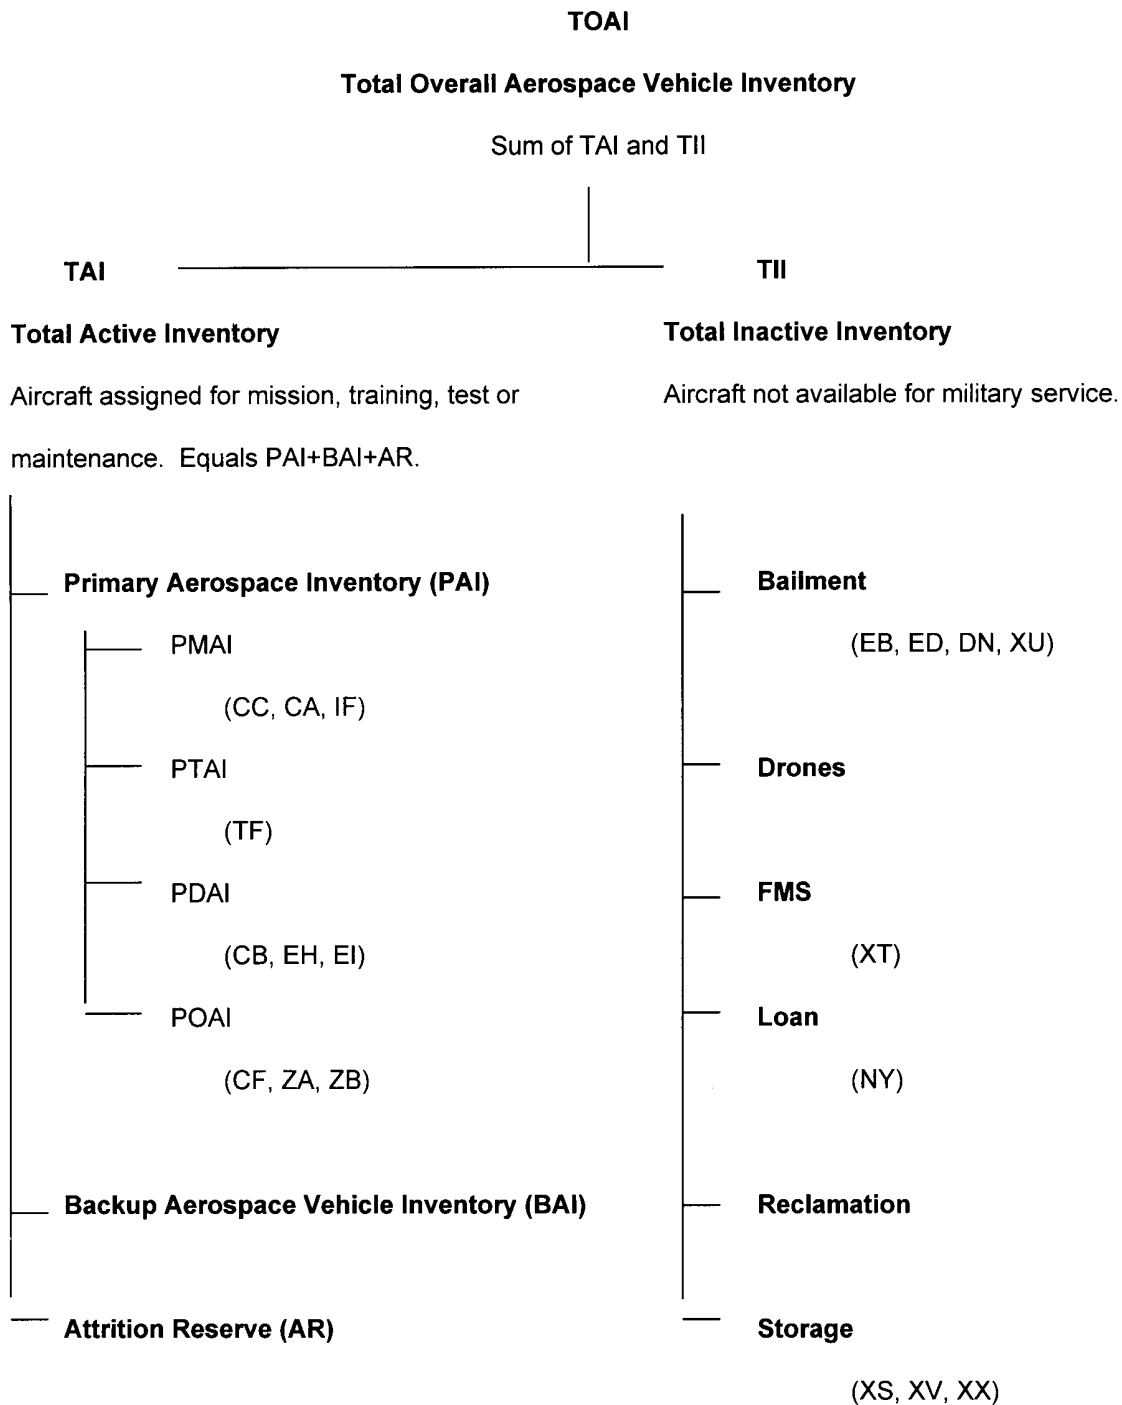 TOAI
Total Overall Aerospace Vehicle Inventory
Sum of TAI and TII
TAI
Total Active Inventory
Aircraft assigned for mission, training, test or
maintenance. Equals PAI+BAI+AR.
Primary Aerospace Inventory (PAI)
PMAI
(CC, CA, IF)
PTAI
(TF)
PDAI
(CB, EH, EI)
POAI
(CF, ZA, ZB)
Backup Aerospace Vehicle Inventory (BAI)
Attrition Reserve (AR)
TII
Total Inactive Inventory
Aircraft not available for military service.
Bailment
(EB, ED, DN, XU)
Drones
FMS
(XT)
Loan
(NY)
Reclamation
Storage
(XS, XV, XX)